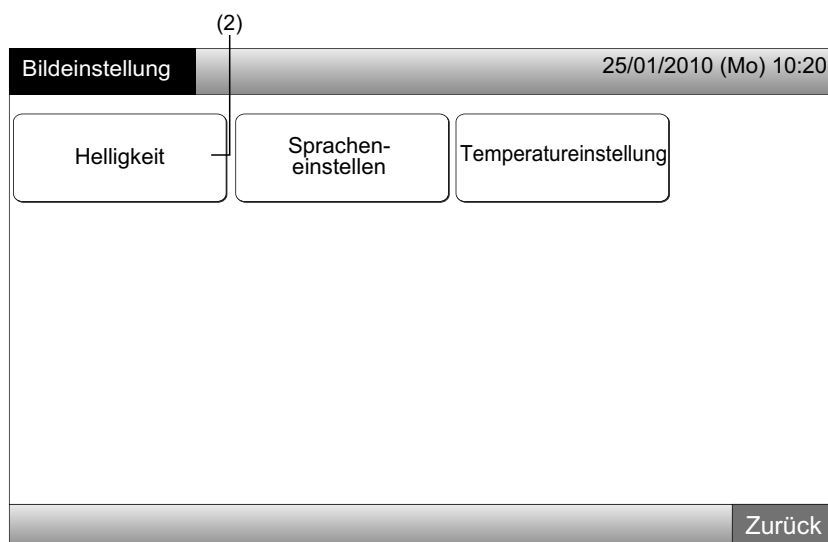 (2)
Bildeinstellung
25/01/2010 (Mo) 10:20
Helligkeit
Sprachen-
einstellen
Temperatureinstellung
Zurück